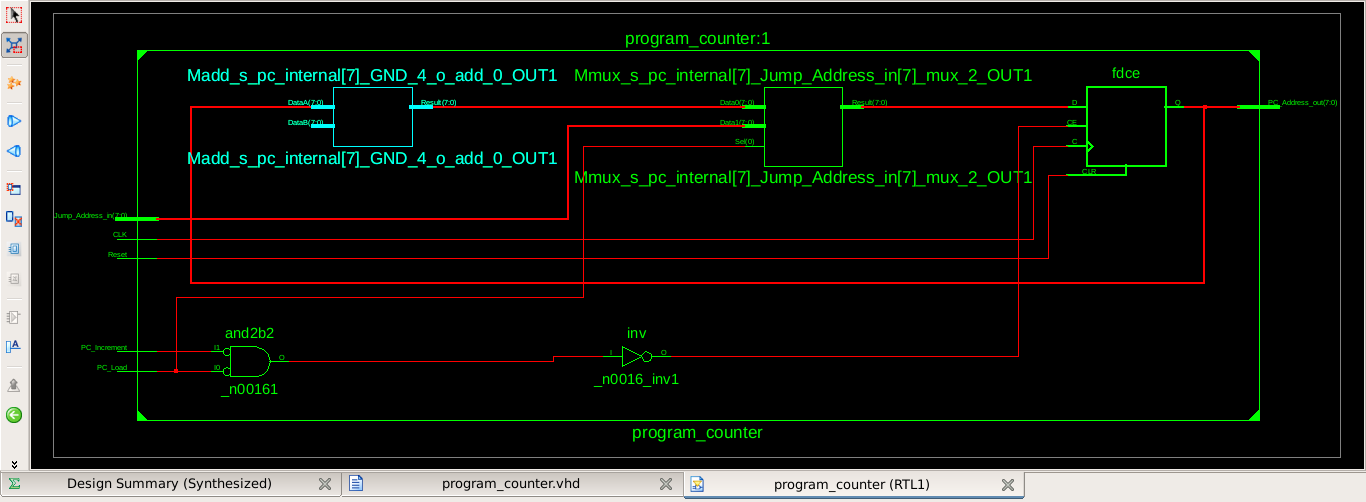 program_counter:1
Madd_s_pc_internal[7]_GND_4_o_add_0_OUT1
Mmux_s_pc_internal[7]_Jump_Address_in[7]_mux_2_OUT1
fdce
DataA(7:0)
Result(7:0)
Data0(7:0)
Result(7:0)
D
Q
PC_Address_out(7:0)
DataB(7:0)
Data1(7:0)
CE
Sel(0)
C
Madd_s_pc_internal[7]_GND_4_o_add_0_OUT1
Mmux_s_pc_internal[7]_Jump_Address_in[7]_mux_2_OUT1
CLR
Jump_Address_in(7:0)
CLK
Reset
and2b2
inv
PC_Increment
I1
O
I
O
PC_Load
I0
_n00161
_n0016_inv1
program_counter
Design Summary (Synthesized)
program_counter.vhd
program_counter (RTL1)